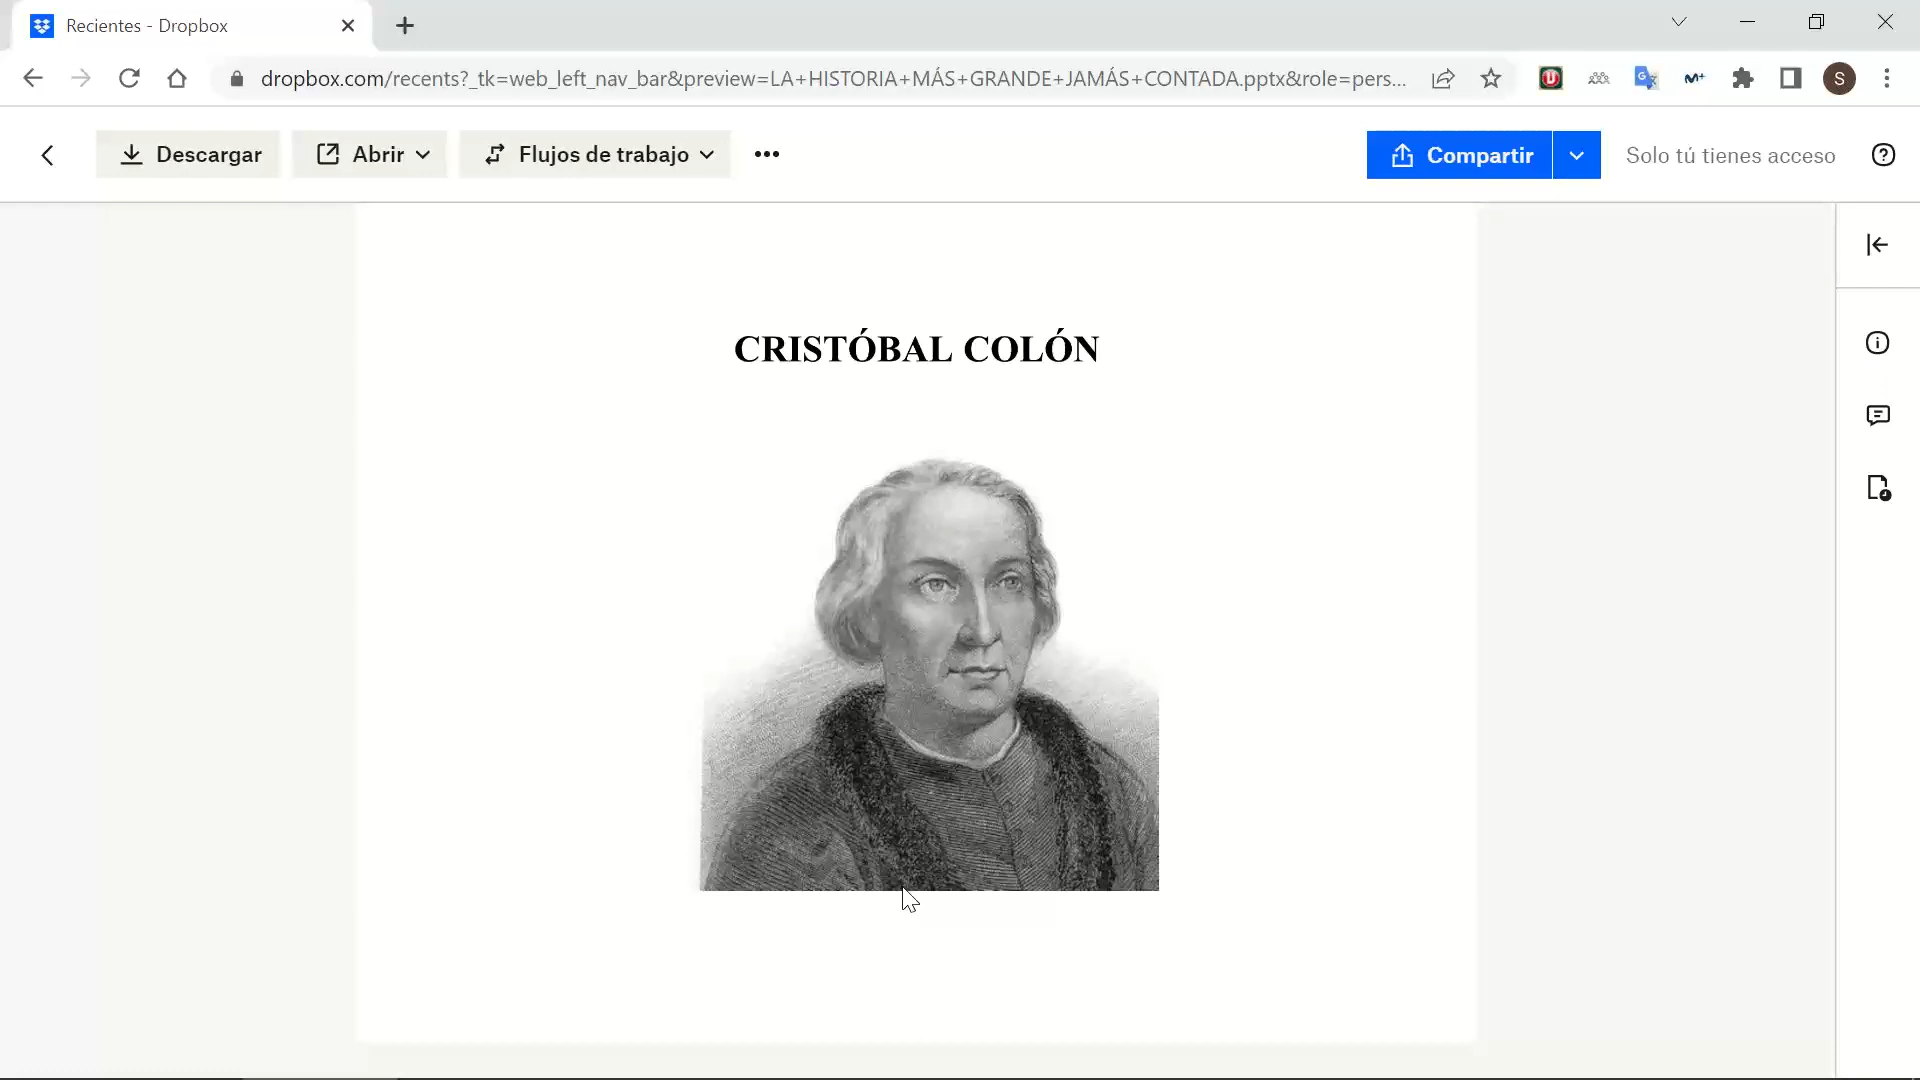 Recientes - Dropbox
dropbox.com/recents?_tk=web_left_nav_bar&preview=LA+HISTORIA+MÁS+GRANDE+JAMÁS+CONTADA.pptx&role=pers...
S
Descargar
Abrir
Flujos de trabajo
Compartir
Solo tú tienes acceso
CRISTÓBAL COLÓN